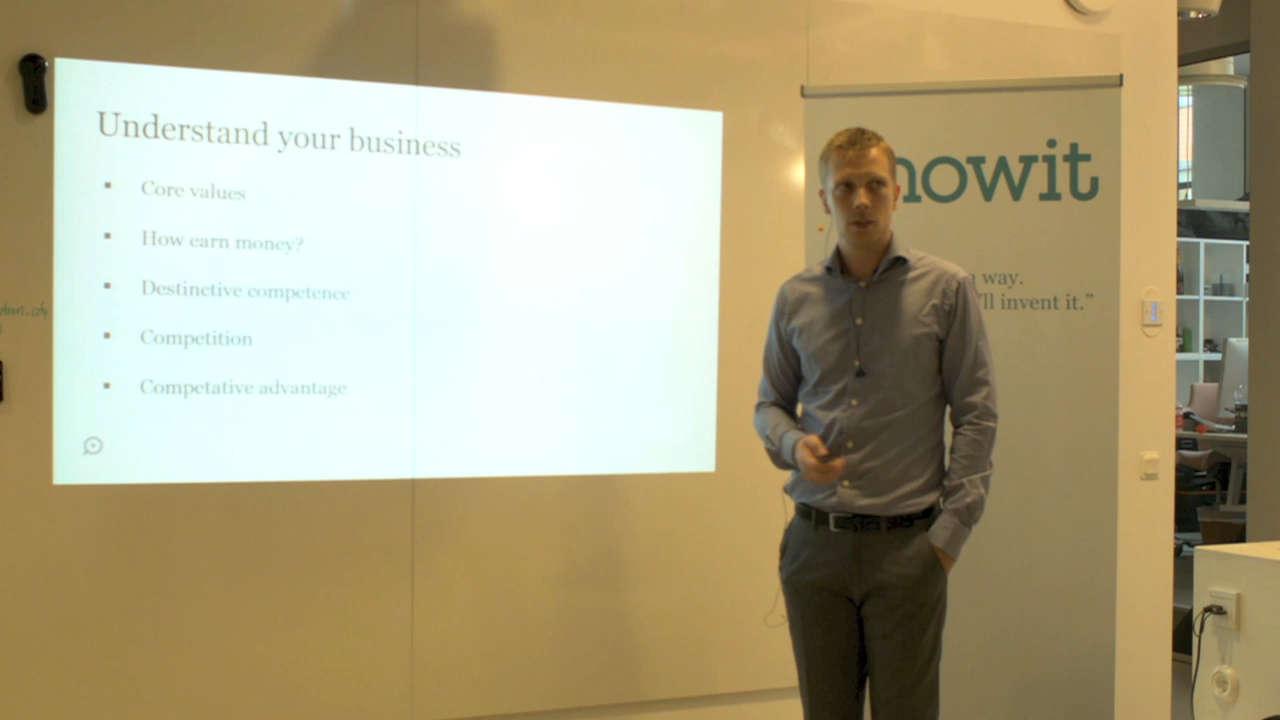 Understand your business
Core values
How earn money?
Destinctive competence
Competition
Competative advantage
nowit
way.
'll invent it.”